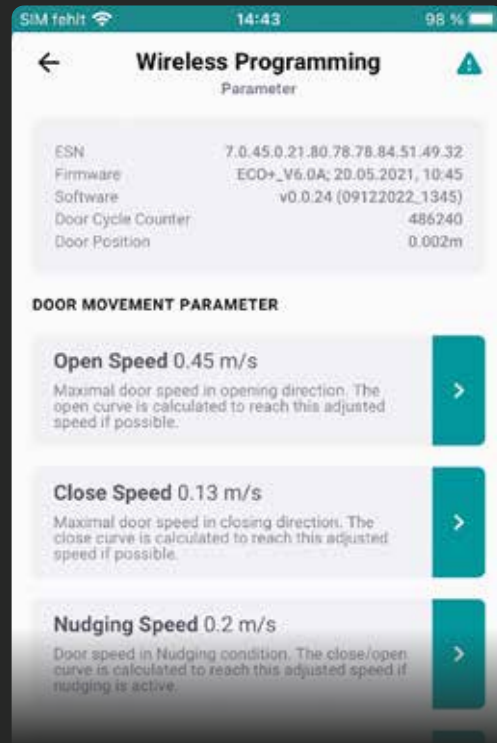 SIM fehlt 14:43 98 %
Wireless Programming
Parameter
ESN 7.0.45.0.21.80.78.78.84.51.49.32
Firmware ECO+_V6.0A; 20.05.2021, 10:45
Software v0.0.24 (09122022_1345)
Door Cycle Counter 486240
Door Position 0.002m
DOOR MOVEMENT PARAMETER
Open Speed 0.45 m/s
Maximal door speed in opening direction. The
open curve is calculated to reach this adjusted
speed if possible.
Close Speed 0.13 m/s
Maximal door speed in closing direction. The
close curve is calculated to reach this adjusted
speed if possible.
Nudging Speed 0.2 m/s
Door speed in Nudging condition. The close/open
curve is calculated to reach this adjusted speed if
nudging is active.